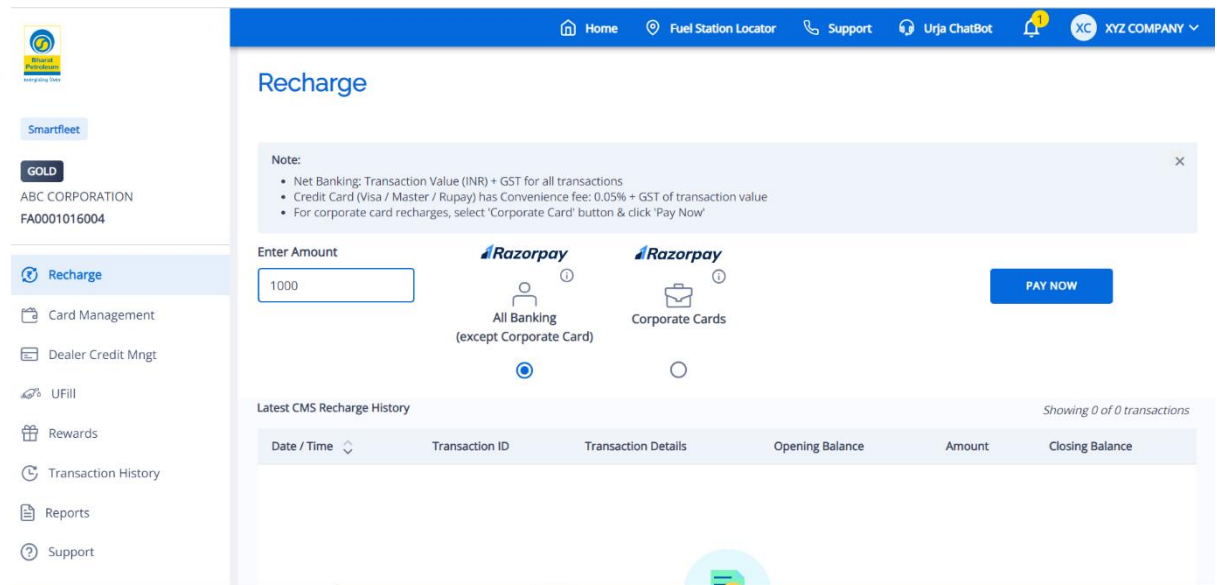 Home
Fuel Station Locator
Support
Urja ChatBot
1
XC
XYZ COMPANY
Bharat
Petroleum
energising lives
Smartfleet
GOLD
ABC CORPORATION
FA0001016004
Recharge
Card Management
Dealer Credit Mngt
UFill
Rewards
Transaction History
Reports
Support
Recharge
Note:
• Net Banking: Transaction Value (INR) + GST for all transactions
• Credit Card (Visa / Master / Rupay) has Convenience fee: 0.05% + GST of transaction value
• For corporate card recharges, select 'Corporate Card' button & click 'Pay Now'
Enter Amount
1000
Razorpay
All Banking
(except Corporate Card)
Razorpay
Corporate Cards
PAY NOW
Latest CMS Recharge History
Showing 0 of 0 transactions
Date / Time Transaction ID Transaction Details Opening Balance Amount Closing Balance